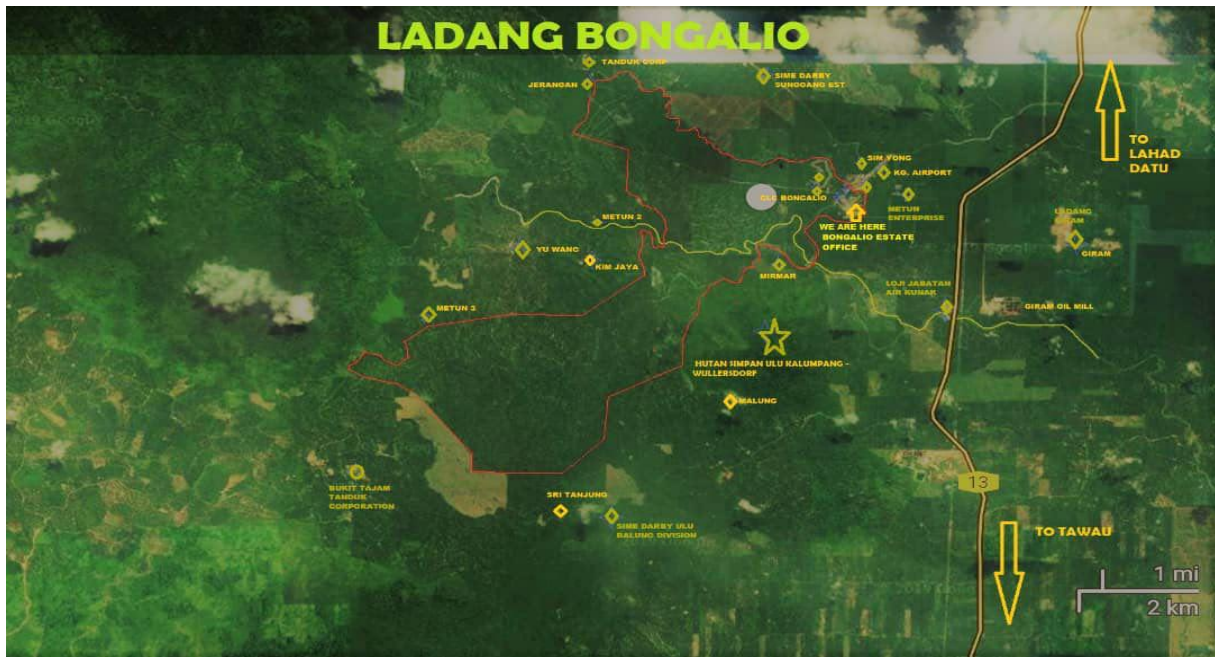 LADANG BONGALIO
TANDUK CORP
JERANGAN
SIME DARBY
SUNGGANG EST
TO
LAHAD
DATU
SIM YONG
KG. AIRPORT
GLC BONGALIO
METUN
ENTERPRISE
METUN 2
WE ARE HERE
BONGALIO ESTATE
OFFICE
LADANG
GIRAM
YU WANG
KIM JAYA
MIRMAR
LOJI JABATAN
AIR KUNAK
GIRAM OIL MILL
METUN 3
HUTAN SIMPAN ULU KALUMPANG -
WULLERSDORF
MALUNG
BUKIT TAJAM
TANDUK -
CORPORATION
13
SRI TANJUNG
SIME DARBY ULU
BALUNG DIVISION
TO TAWAU
1 mi
2 km